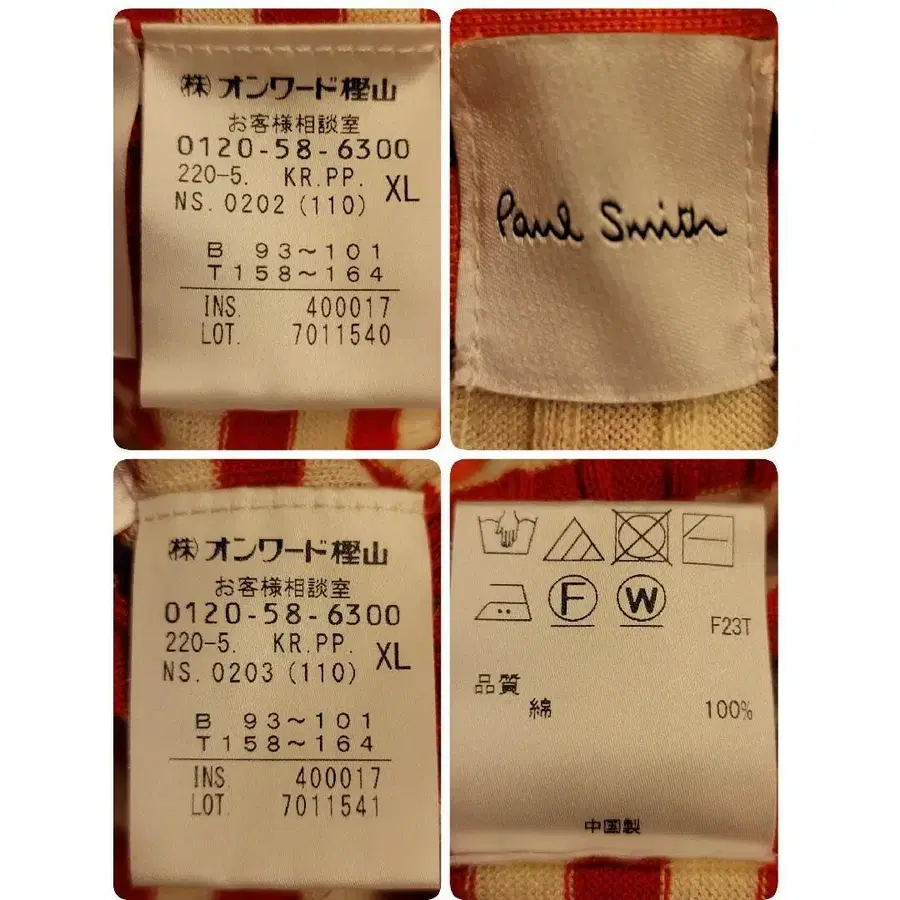 ㈱オンワード樫山
お客様相談室
0120-58-6300
220-5. KR.PP. XL
NS. 0202 (110)
B 93～101
T 158～164
INS. 400017
LOT. 7011540
Paul Smith
㈱オンワード樫山
お客様相談室
0120-58-6300
220-5. KR.PP. XL
NS. 0203 (110)
B 93～101
T 158～164
INS. 400017
LOT. 7011541
F W
F23T
品質
綿 100%
中国製